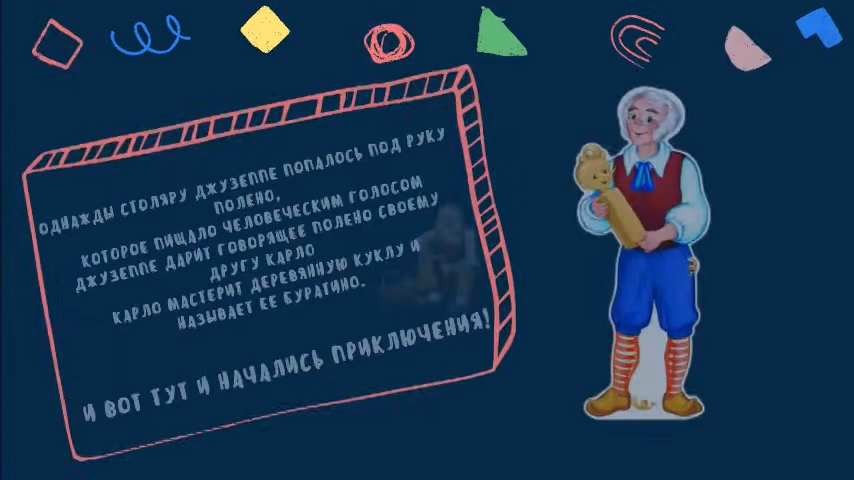 ОДНАЖДЫ СТОЛЯРУ ДЖУЗЕППЕ ПОПАЛОСЬ ПОД РУКУ
ПОЛЕНО,
КОТОРОЕ ПИЩАЛО ЧЕЛОВЕЧЕСКИМ ГОЛОСОМ
ДЖУЗЕППЕ ДАРИТ ГОВОРЯЩЕЕ ПОЛЕНО СВОЕМУ
ДРУГУ КАРЛО
КАРЛО МАСТЕРИТ ДЕРЕВЯННУЮ КУКЛУ И
НАЗЫВАЕТ ЕЕ БУРАТИНО.
И ВОТ ТУТ И НАЧАЛИСЬ ПРИКЛЮЧЕНИЯ!